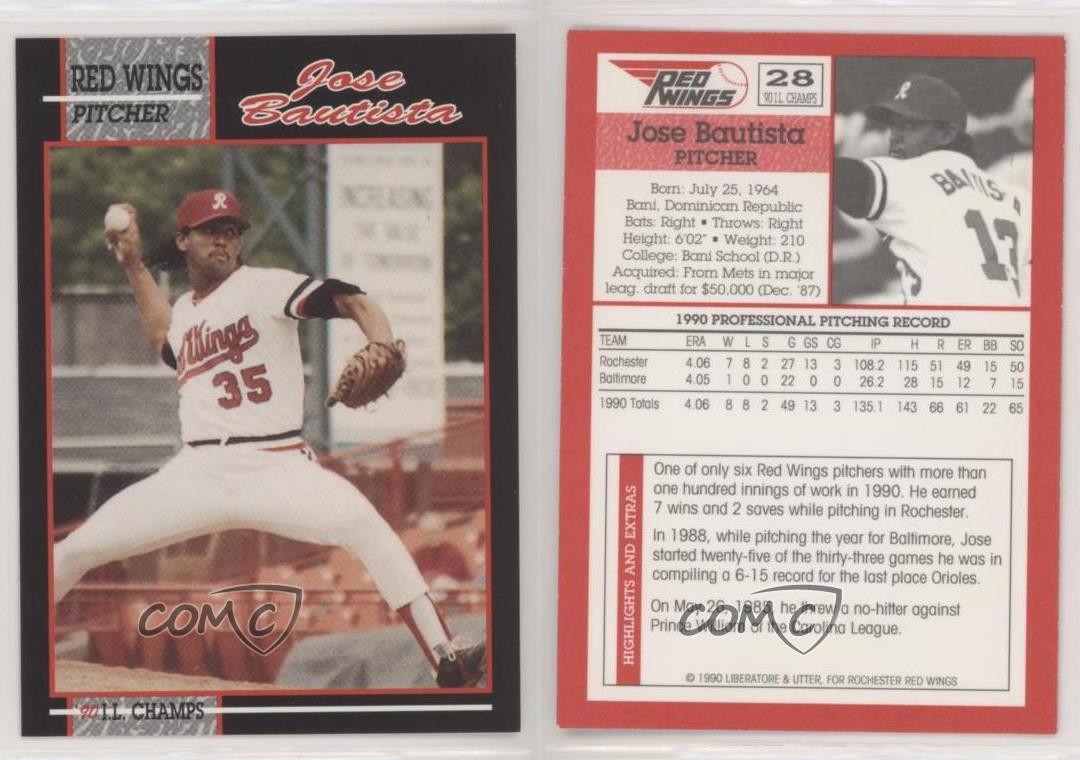 RED WINGS
PITCHER
Jose
Bautista
INCREASING
R
Wings
35
COMC
'90 I.L. CHAMPS
RED
WINGS
28
'90 I.L. CHAMPS
Jose Bautista
PITCHER
Born: July 25, 1964
Bani, Dominican Republic
Bats: Right ▪ Throws: Right
Height: 6'02" ▪ Weight: 210
College: Bani School (D.R.)
Acquired: From Mets in major
leag. draft for $50,000 (Dec. '87)
R
1990 PROFESSIONAL PITCHING RECORD
TEAM ERA W L S G GS CG IP H R ER BB SO
Rochester 4.06 7 8 2 27 13 3 108.2 115 51 49 15 50
Baltimore 4.05 1 0 0 22 0 0 26.2 28 15 12 7 15
1990 Totals 4.06 8 8 2 49 13 3 135.1 143 66 61 22 65
HIGHLIGHTS AND EXTRAS
One of only six Red Wings pitchers with more than
one hundred innings of work in 1990. He earned
7 wins and 2 saves while pitching in Rochester.
In 1988, while pitching the year for Baltimore, Jose
started twenty-five of the thirty-three games he was in
compiling a 6-15 record for the last place Orioles.
On May 26, 1985, he threw a no-hitter against
Prince William of the Carolina League.
COMC
© 1990 LIBERATORE & UTTER, FOR ROCHESTER RED WINGS